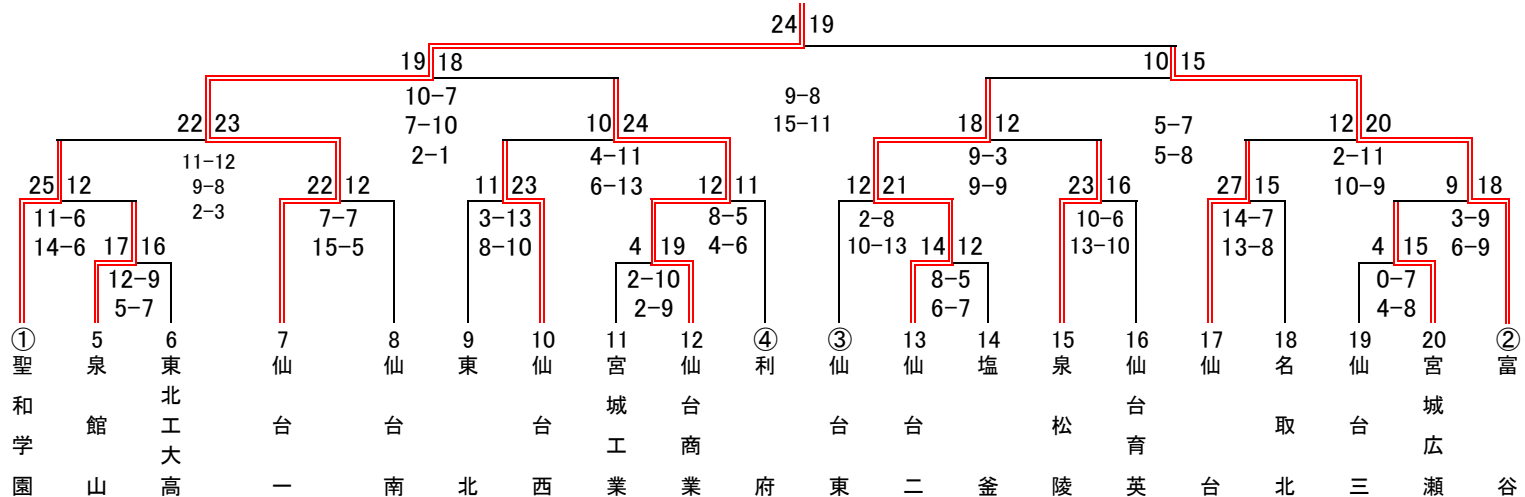 24 19
19 18
10 15
10-7
7-10
2-1
9-8
15-11
5-7
5-8
22 23
10 24
18 12
12 20
11-12
9-8
2-3
4-11
6-13
9-3
9-9
2-11
10-9
25 12
22 12
11 23
12 11
12 21
23 16
27 15
9 18
11-6
14-6
7-7
15-5
3-13
8-10
8-5
4-6
2-8
10-13
10-6
13-10
14-7
13-8
3-9
6-9
17 16
4 19
14 12
4 15
12-9
5-7
2-10
2-9
8-5
6-7
0-7
4-8
① 聖和学園
5 泉館山
6 東北工大高
7 仙台一
8 仙台南
9 東北
10 仙台西
11 宮城工業
12 仙台商業
④ 利府
③ 仙台東
13 仙台二
14 塩釜
15 泉松陵
16 仙台育英
17 仙台
18 名取北
19 仙台三
20 宮城広瀬
② 富谷